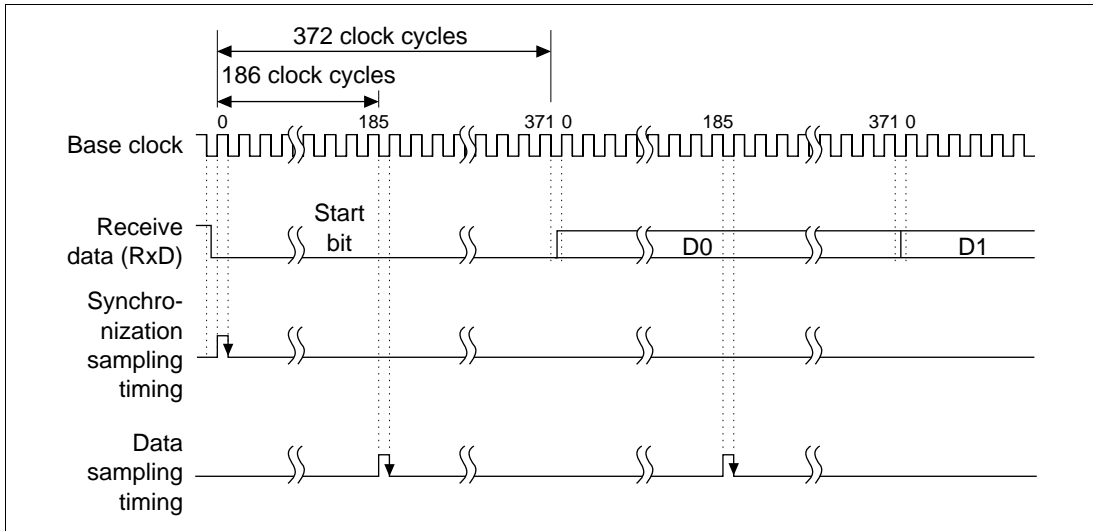 372 clock cycles
186 clock cycles
0 185 371 0 185 371 0
Base clock
Receive
data (RxD)
Start
bit
D0
D1
Synchro-
nization
sampling
timing
Data
sampling
timing